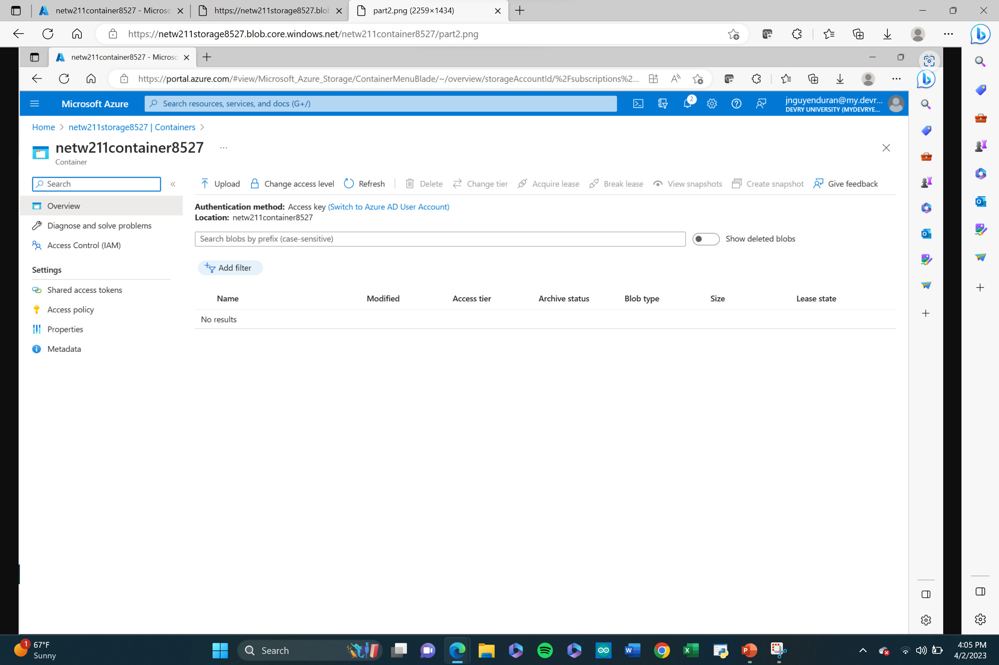 netw211container8527 - Microso
https://netw211storage8527.blob
part2.png (2259×1434)
https://netw211storage8527.blob.core.windows.net/netw211container8527/part2.png
netw211container8527 - Microso
https://portal.azure.com/#view/Microsoft_Azure_Storage/ContainerMenuBlade/~/overview/storageAccountId/%2Fsubscriptions%2...
Microsoft Azure
Search resources, services, and docs (G+/)
2
jnguyenduran@my.devr...
DEVRY UNIVERSITY (MYDEVRYE...
Home > netw211storage8527 | Containers >
netw211container8527 ...
Container
Search
«
Upload
Change access level
Refresh
Delete
Change tier
Acquire lease
Break lease
View snapshots
Create snapshot
Give feedback
Overview
Diagnose and solve problems
Access Control (IAM)
Settings
Shared access tokens
Access policy
Properties
Metadata
Authentication method: Access key (Switch to Azure AD User Account)
Location: netw211container8527
Search blobs by prefix (case-sensitive)
Show deleted blobs
Add filter
Name Modified Access tier Archive status Blob type Size Lease state
No results
1
67°F
Sunny
Search
4:05 PM
4/2/2023